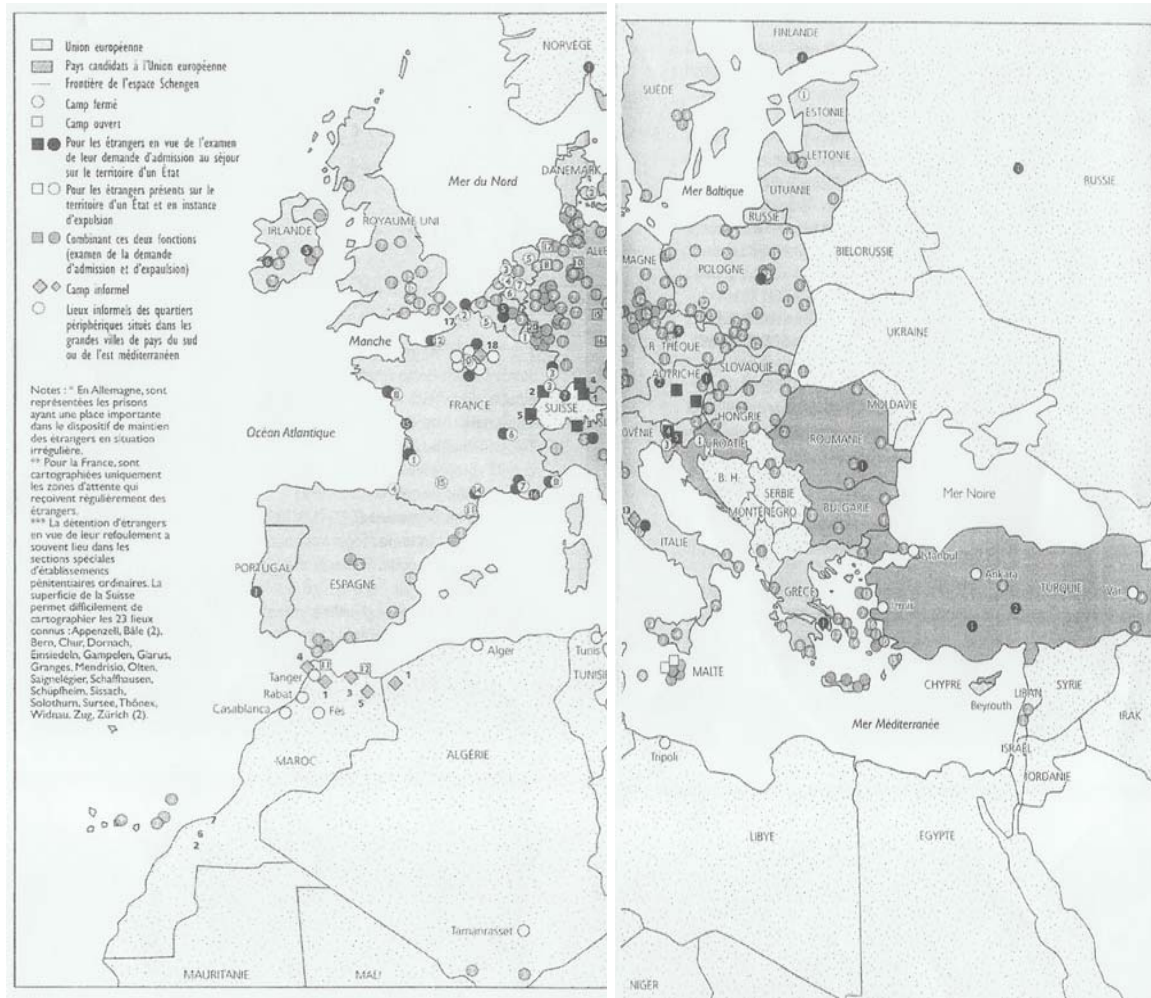 Union européenne
Pays candidats à l'Union européenne
Frontière de l'espace Schengen
Camp fermé
Camp ouvert
Pour les étrangers en vue de l'examen
de leur demande d'admission au séjour
sur le territoire d'un État
Pour les étrangers présents sur le
territoire d'un État et en instance
d'expulsion
Combinant ces deux fonctions
(examen de la demande
d'admission et d'expaulsion)
Camp informel
Lieux informels des quartiers
périphériques situés dans les
grandes villes de pays du sud
ou de l'est méditerranéen
Notes : * En Allemagne, sont
représentées les prisons
ayant une place importante
dans le dispositif de maintien
des étrangers en situation
irrégulière.
** Pour la France, sont
cartographiées uniquement
les zones d'attente qui
reçoivent régulièrement des
étrangers.
*** La détention d'étrangers
en vue de leur refoulement a
souvent lieu dans les
sections spéciales
d'établissements
pénitentiaires ordinaires. La
superficie de la Suisse
permet difficilement de
cartographier les 23 lieux
connus : Appenzell, Bâle (2),
Bern, Chur, Dornach,
Einsiedeln, Gampelen, Glarus,
Granges, Mendrisio, Olten,
Saignelégier, Schaffhausen,
Schüpfheim, Sissach,
Solothurn, Sursee, Thônex,
Widnau, Zug, Zürich (2).
NORVÈGE
Mer du Nord
DANEMARK
ROYAUME UNI
IRLANDE
ALLE
Manche
17
18
FRANCE
SUISSE
Océan Atlantique
PORTUGAL
ESPAGNE
Tanger
Rabat
Casablanca
Fès
Alger
Tunis
TUNISIE
MAROC
ALGÉRIE
Tamanrasset
MAURITANIE
MALI
FINLANDE
SUÈDE
ESTONIE
LETTONIE
Mer Baltique
LITUANIE
RUSSIE
RUSSIE
BIELORUSSIE
MAGNE
POLOGNE
UKRAINE
R. THÈQUE
SLOVAQUIE
AUTRICHE
MOLDAVIE
HONGRIE
OVÉNIE
CROATIE
ROUMANIE
B. H.
SERBIE
MONTÉNÉGRO
Mer Noire
BULGARIE
ITALIE
Istanbul
Ankara
TURQUIE
Van
Izmir
GRÈCE
MALTE
CHYPRE
SYRIE
LIBAN
Beyrouth
IRAK
Mer Méditerranée
ISRAËL
JORDANIE
Tripoli
LIBYE
EGYPTE
NIGER